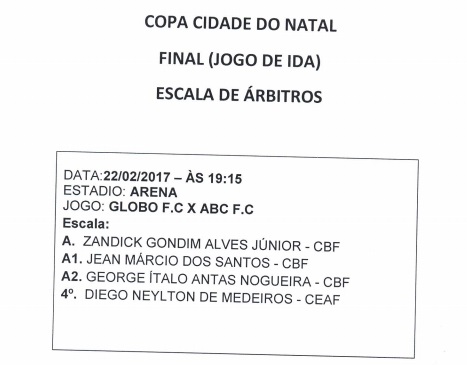 COPA CIDADE DO NATAL
FINAL (JOGO DE IDA)
ESCALA DE ÁRBITROS
DATA:22/02/2017 – ÀS 19:15
ESTADIO: ARENA
JOGO: GLOBO F.C X ABC F.C
Escala:
A. ZANDICK GONDIM ALVES JÚNIOR - CBF
A1. JEAN MÁRCIO DOS SANTOS - CBF
A2. GEORGE ÍTALO ANTAS NOGUEIRA - CBF
4º. DIEGO NEYLTON DE MEDEIROS - CEAF